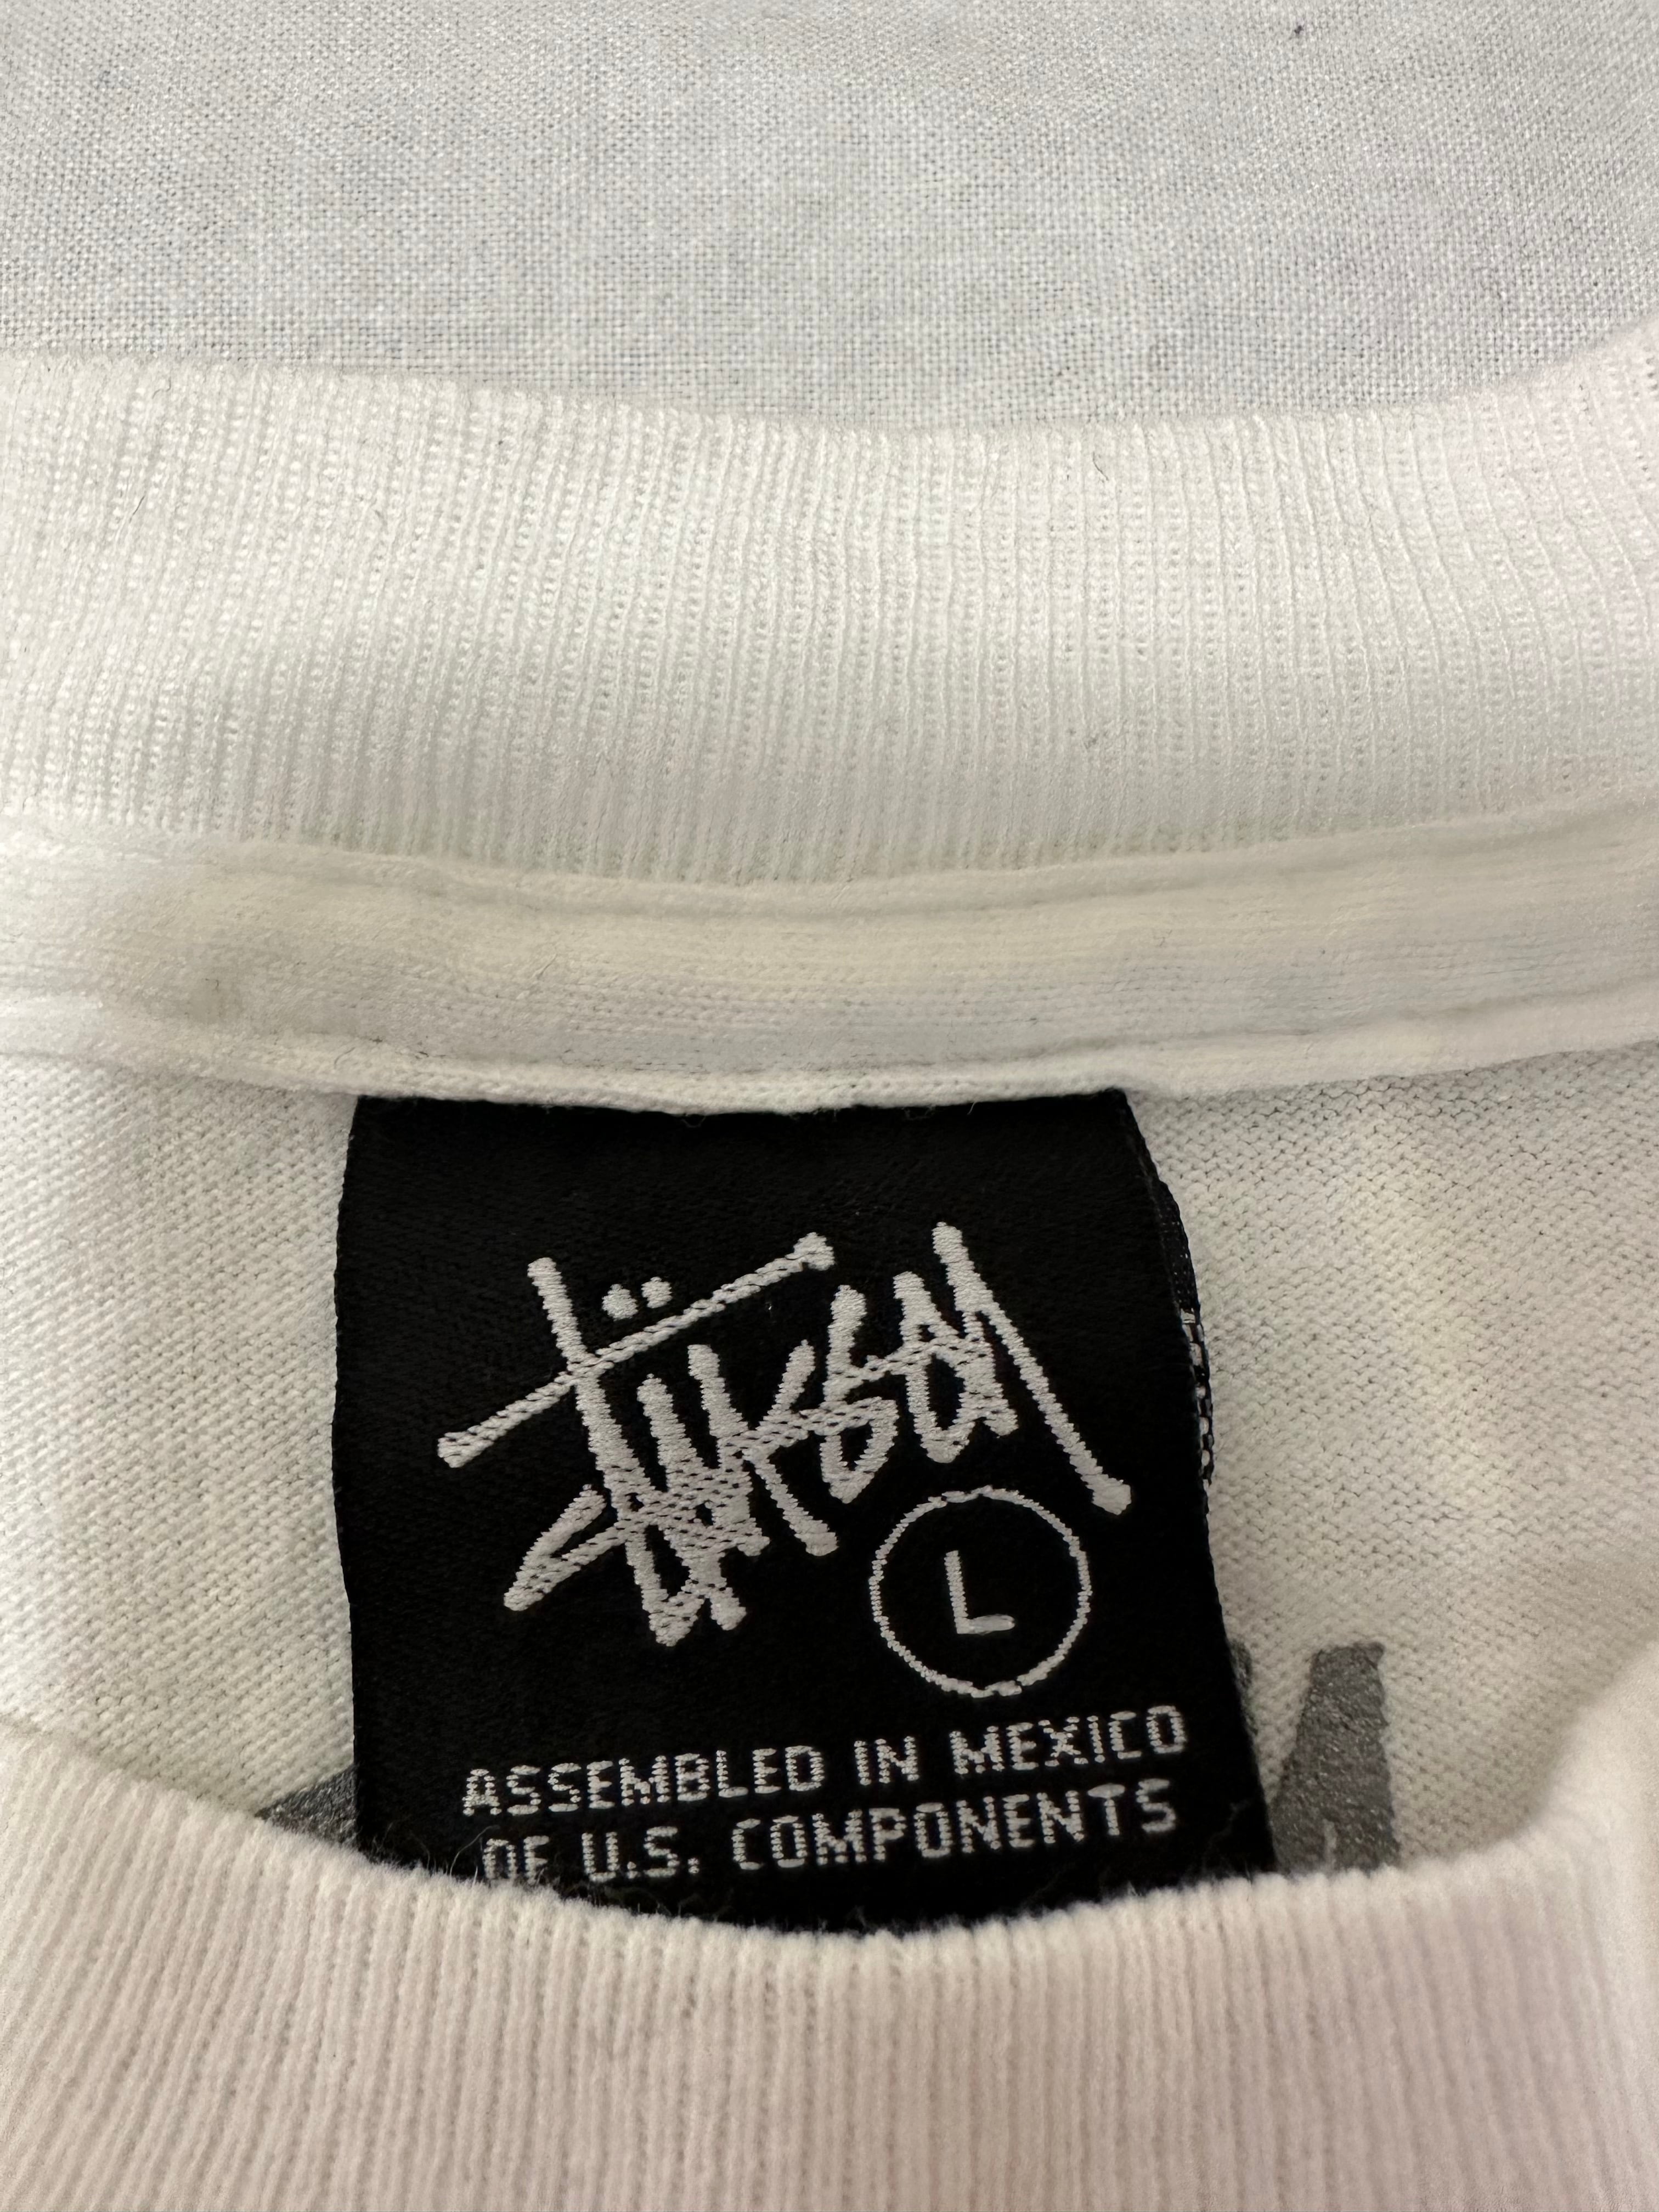 Stüssy
L
ASSEMBLED IN MEXICO
OF U.S. COMPONENTS